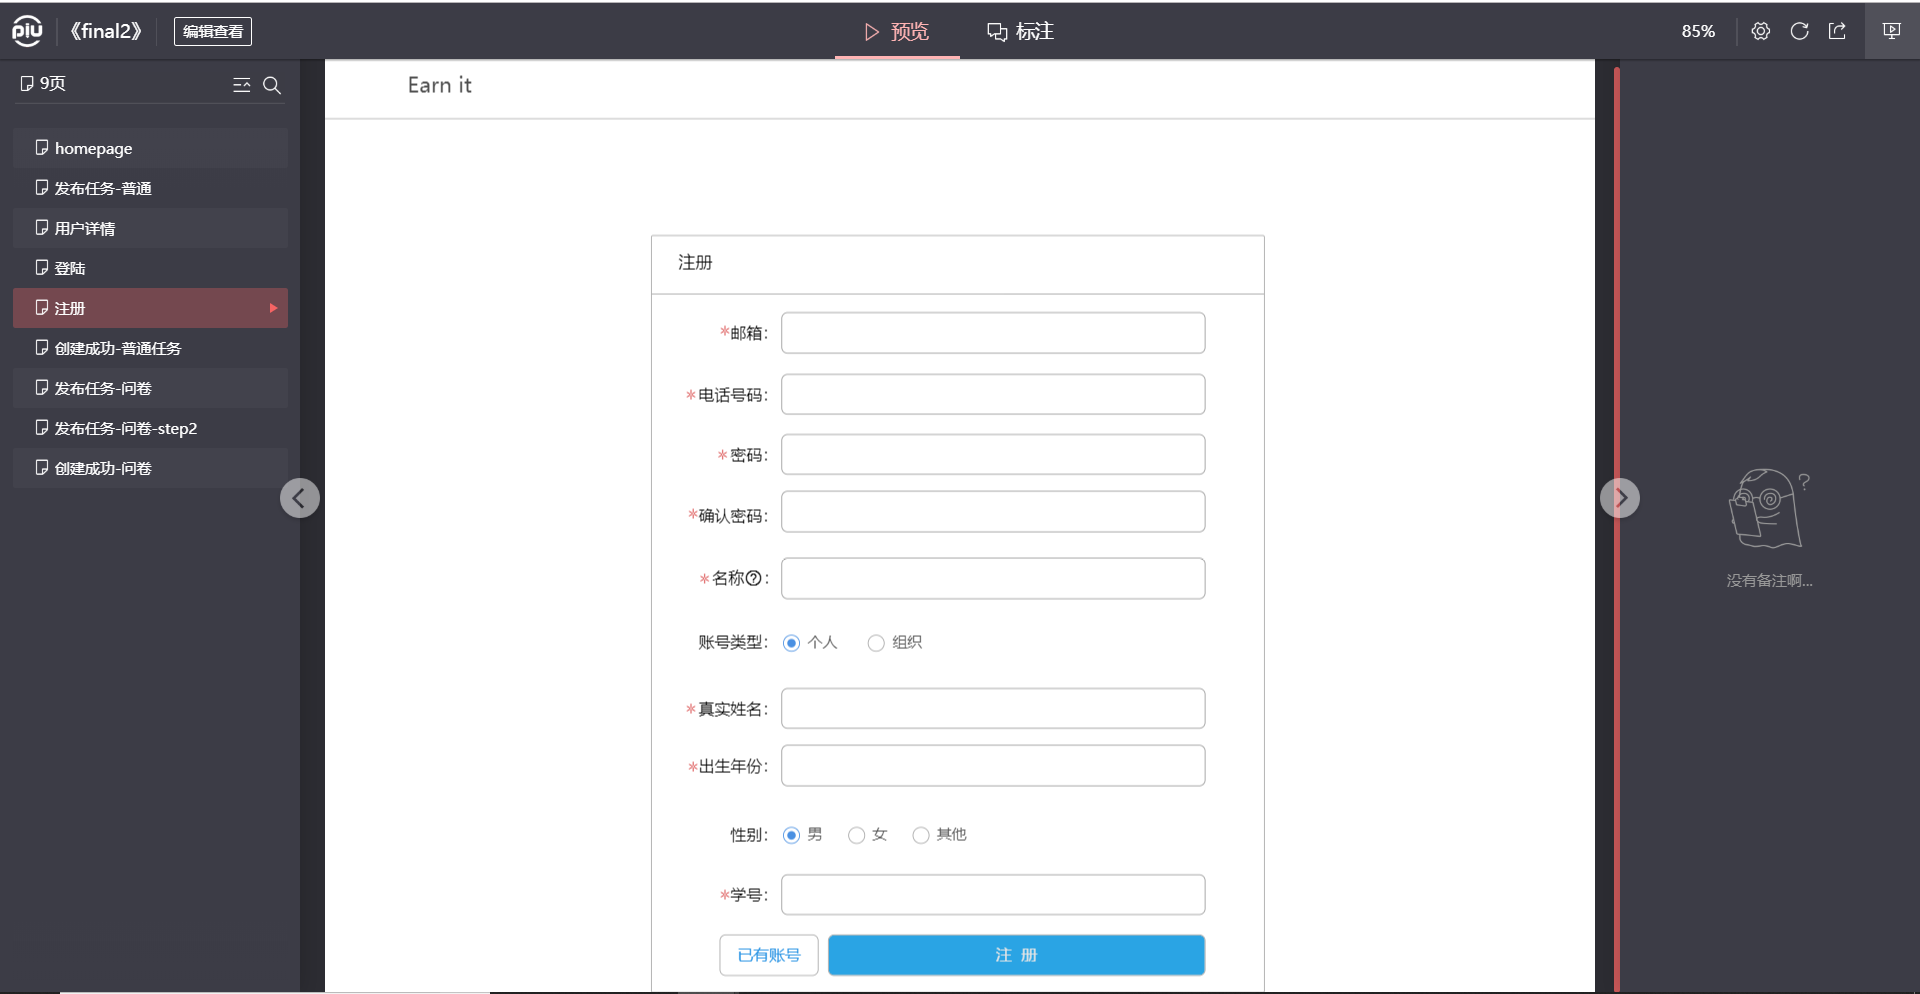 piu 《final2》 编辑查看 预览 标注 85%
9页
homepage
发布任务-普通
用户详情
登陆
注册
创建成功-普通任务
发布任务-问卷
发布任务-问卷-step2
创建成功-问卷
Earn it
注册
*邮箱:
*电话号码:
*密码:
*确认密码:
*名称?:
账号类型: 个人 组织
*真实姓名:
*出生年份:
性别: 男 女 其他
*学号:
已有账号 注 册
?
没有备注啊...